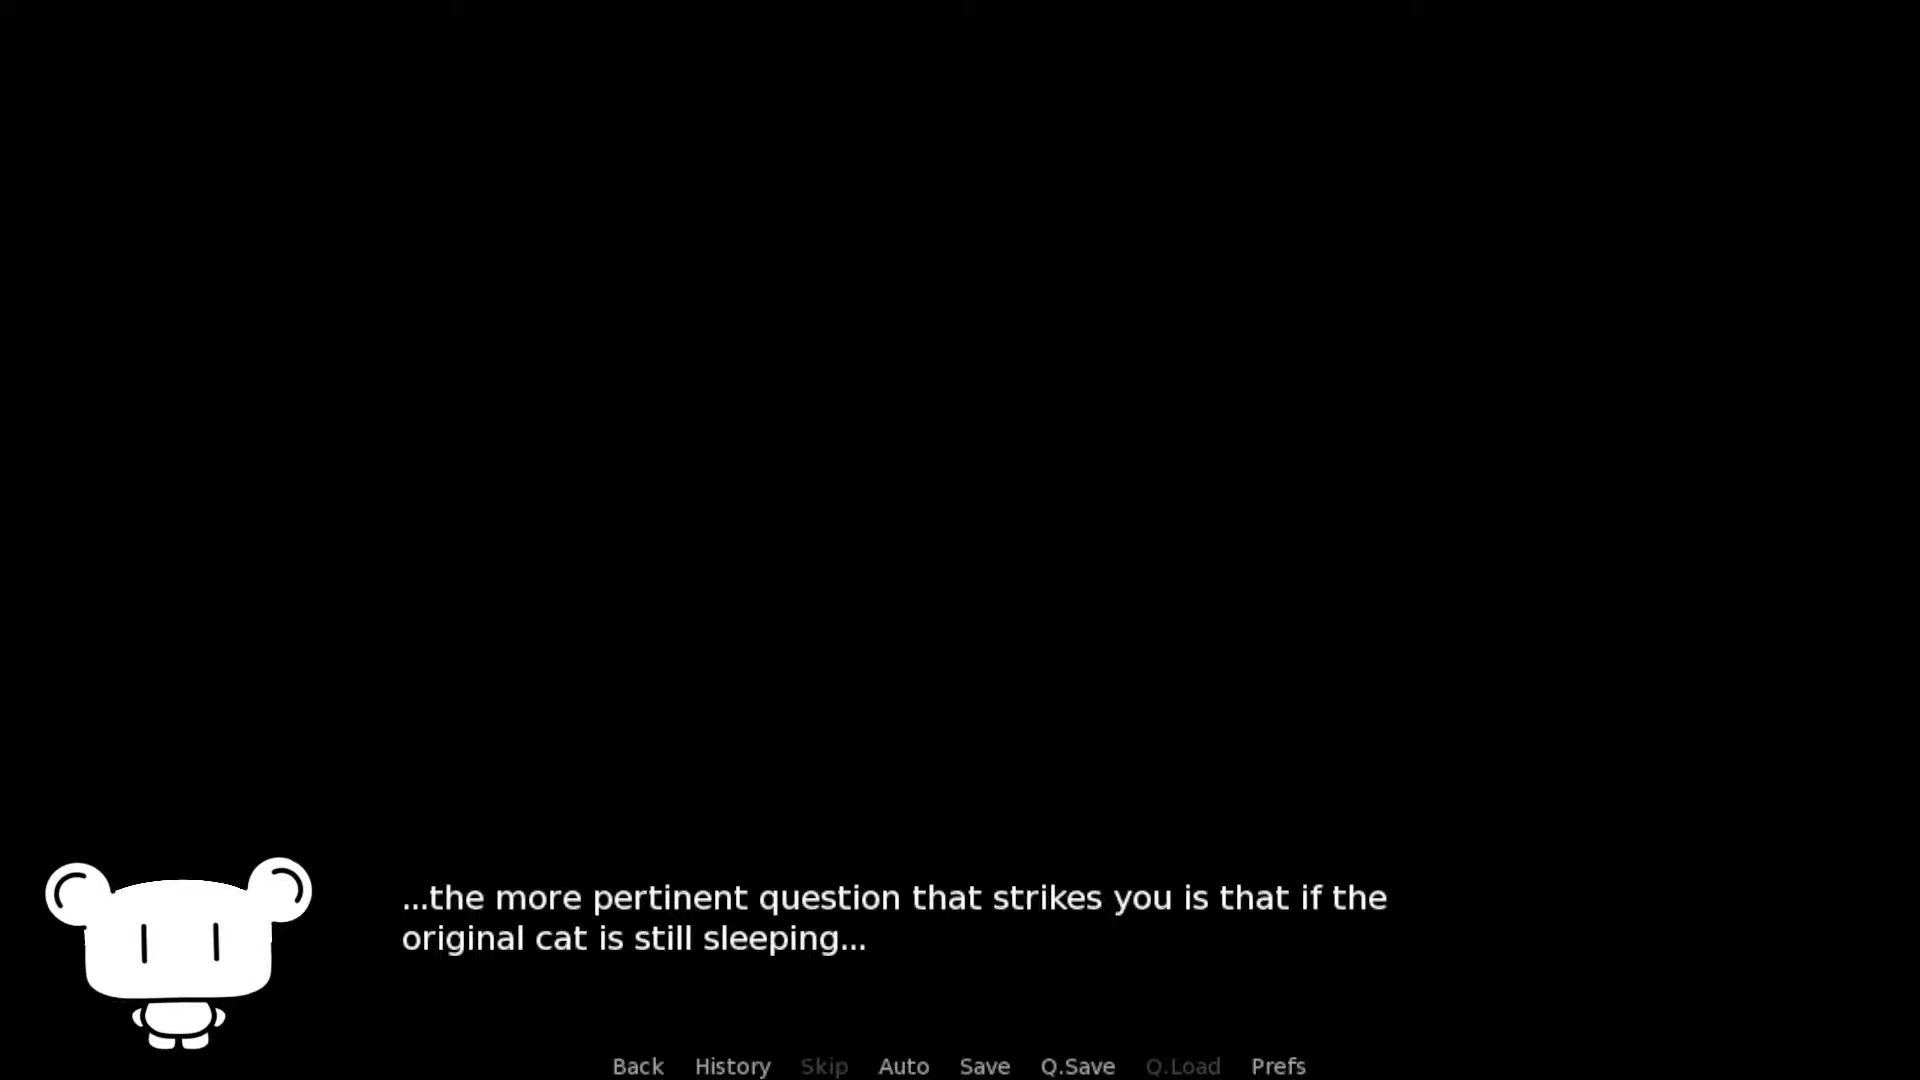 ...the more pertinent question that strikes you is that if the
original cat is still sleeping...
Back History Skip Auto Save Q.Save Q.Load Prefs